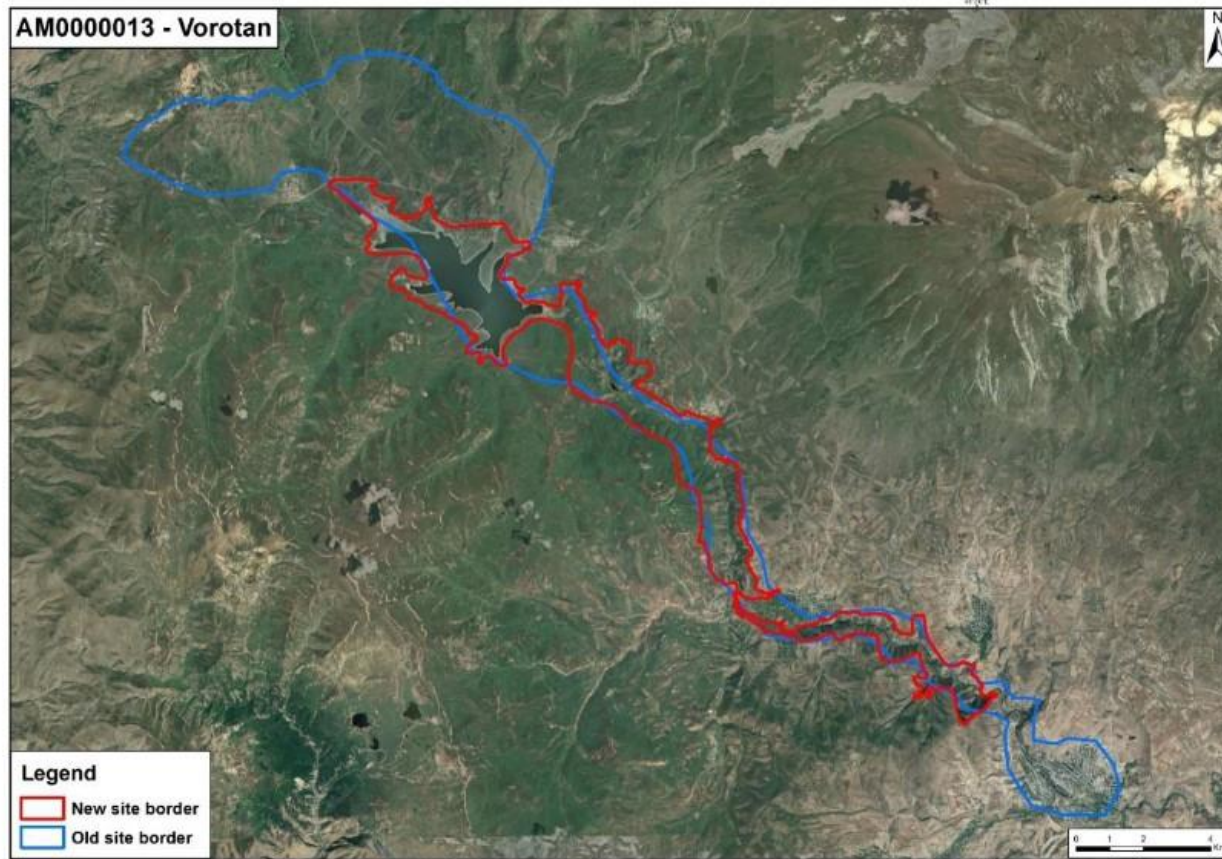 AM0000013 - Vorotan
N
Legend
New site border
Old site border
0 1 2 4